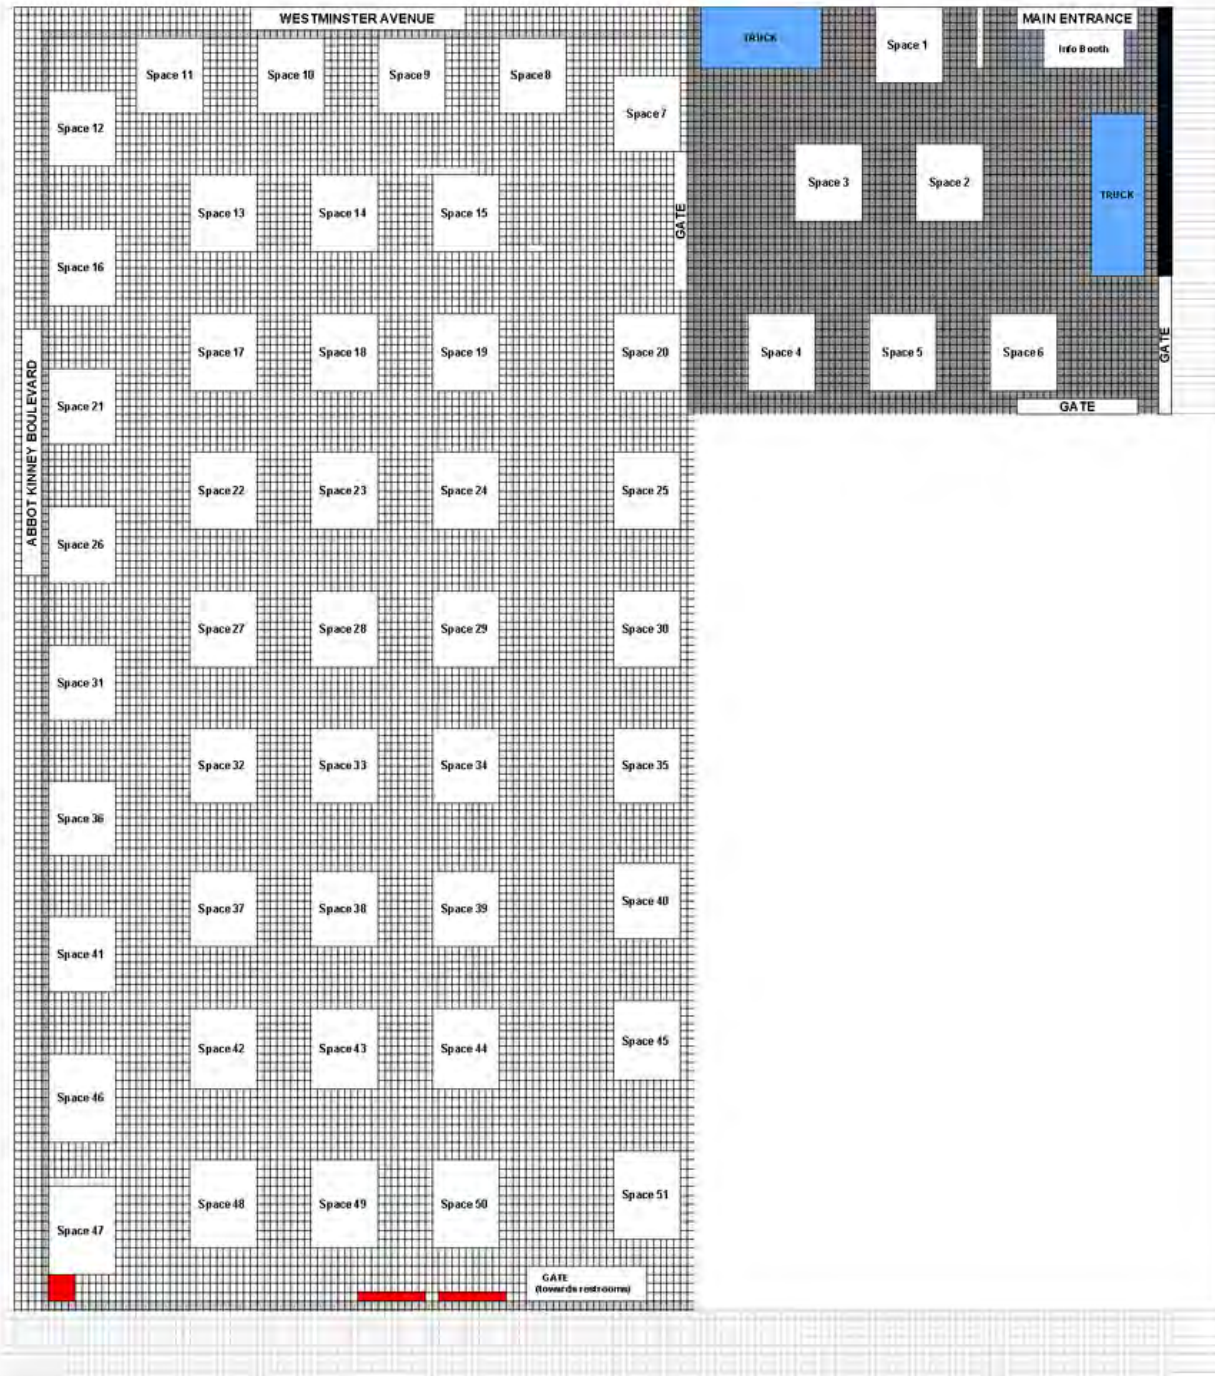 WESTMINSTER AVENUE
MAIN ENTRANCE
TRUCK
Space 1
Info Booth
Space 11
Space 10
Space 9
Space 8
Space 7
Space 12
Space 3
Space 2
TRUCK
Space 13
Space 14
Space 15
GATE
Space 16
Space 17
Space 18
Space 19
Space 20
Space 4
Space 5
Space 6
GATE
GATE
ABBOT KINNEY BOULEVARD
Space 21
Space 22
Space 23
Space 24
Space 25
Space 26
Space 27
Space 28
Space 29
Space 30
Space 31
Space 32
Space 33
Space 34
Space 35
Space 36
Space 37
Space 38
Space 39
Space 40
Space 41
Space 42
Space 43
Space 44
Space 45
Space 46
Space 48
Space 49
Space 50
Space 51
Space 47
GATE
(towards restrooms)